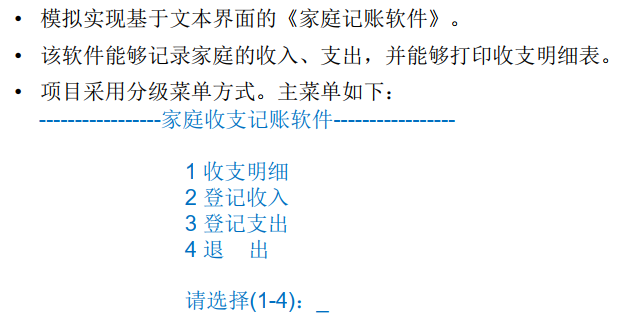 • 模拟实现基于文本界面的《家庭记账软件》。
• 该软件能够记录家庭的收入、支出，并能够打印收支明细表。
• 项目采用分级菜单方式。主菜单如下：
-----------------家庭收支记账软件-----------------
1 收支明细
2 登记收入
3 登记支出
4 退    出
请选择(1-4)：_